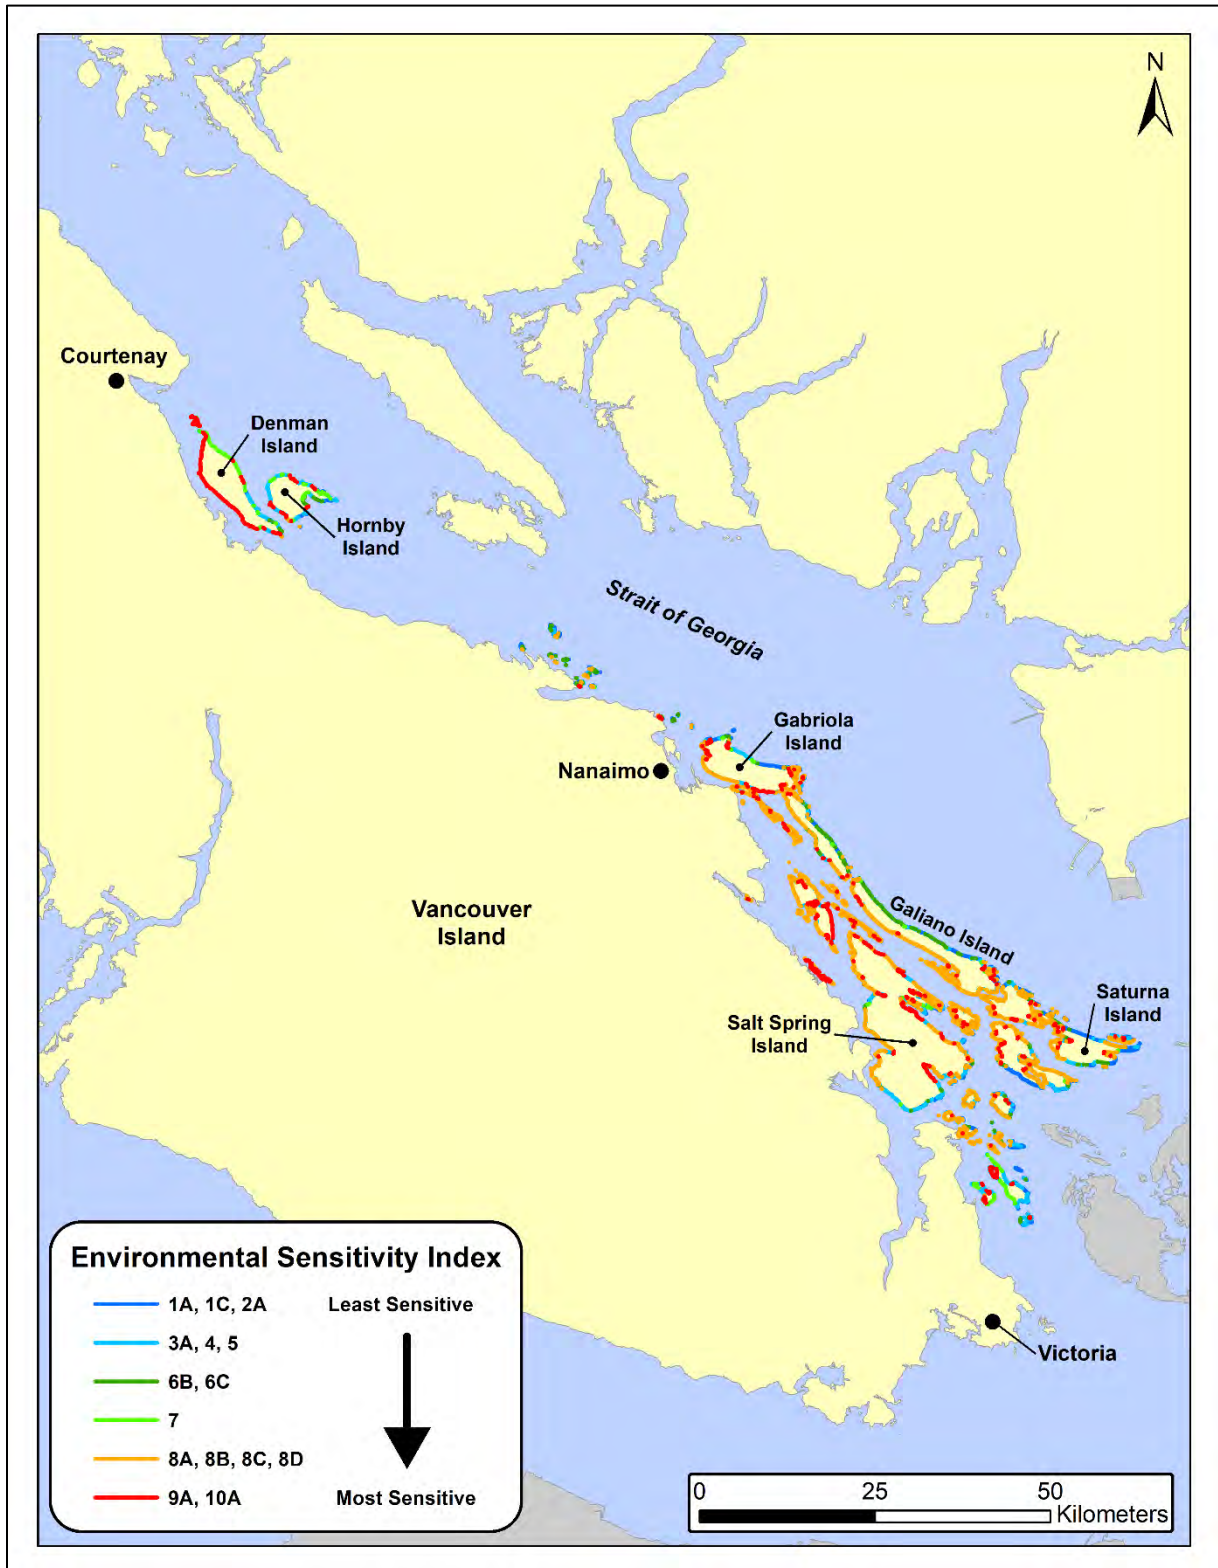 N
Courtenay
Denman
Island
Hornby
Island
Strait of Georgia
Gabriola
Island
Nanaimo
Vancouver
Island
Galiano Island
Saturna
Island
Salt Spring
Island
Victoria
Environmental Sensitivity Index
1A, 1C, 2A Least Sensitive
3A, 4, 5
6B, 6C
7
8A, 8B, 8C, 8D
9A, 10A Most Sensitive
0 25 50
Kilometers